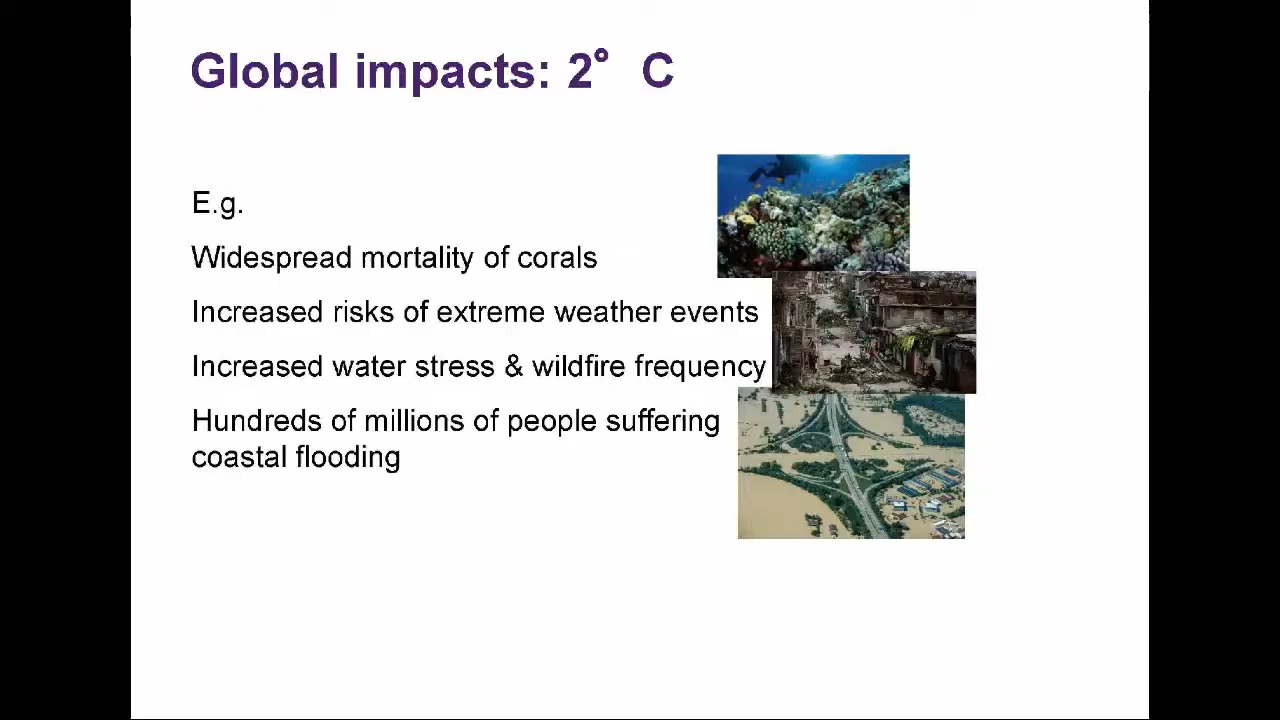 Global impacts: 2° C
E.g.
Widespread mortality of corals
Increased risks of extreme weather events
Increased water stress & wildfire frequency
Hundreds of millions of people suffering
coastal flooding